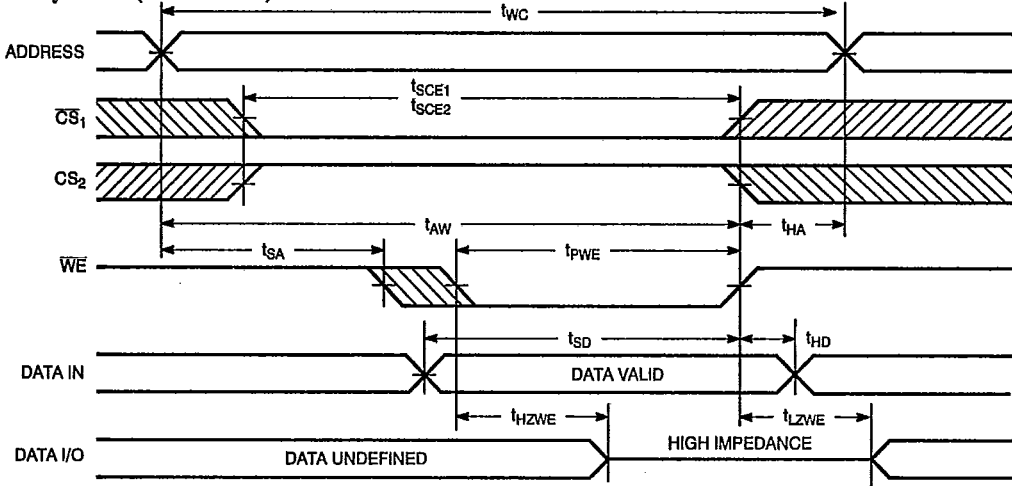 tWC
ADDRESS
tSCE1
tSCE2
CS1
CS2
tAW
tHA
tSA
tPWE
WE
tSD
tHD
DATA IN
DATA VALID
tHZWE
tLZWE
HIGH IMPEDANCE
DATA I/O
DATA UNDEFINED